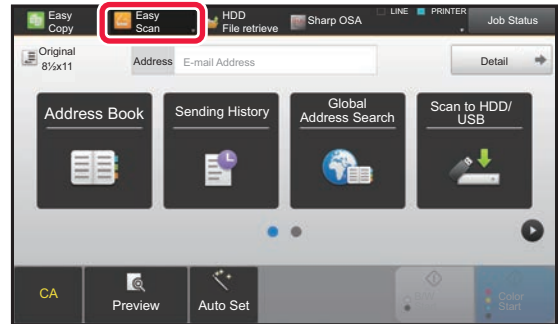 Easy
Copy
Easy
Scan
HDD
File retrieve
Sharp OSA
LINE
PRINTER
Job Status
Original
8½x11
Address
E-mail Address
Detail
Address Book
Sending History
Global
Address Search
Scan to HDD/
USB
CA
Preview
Auto Set
Color
Start